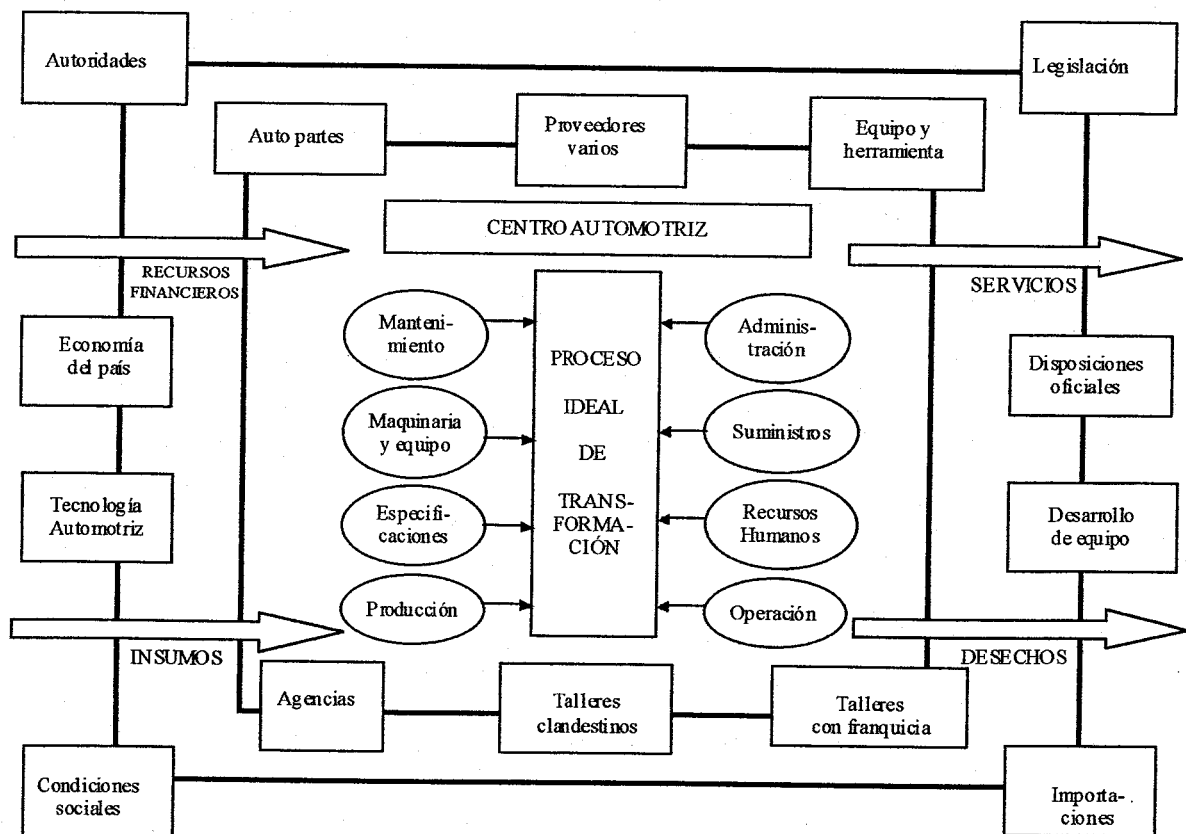 Autoridades
Legislación
Auto partes
Proveedores
varios
Equipo y
herramienta
CENTRO AUTOMOTRIZ
RECURSOS
FINANCIEROS
SERVICIOS
Manteni-
miento
PROCESO
IDEAL
DE
TRANS-
FORMA-
CIÓN
Adminis-
tración
Economía
del país
Disposiciones
oficiales
Maquinaria
y equipo
Suministros
Tecnología
Automotriz
Especifi-
caciones
Recursos
Humanos
Desarrollo
de equipo
Producción
Operación
INSUMOS
DESECHOS
Agencias
Talleres
clandestinos
Talleres
con franquicia
Condiciones
sociales
Importa-
ciones